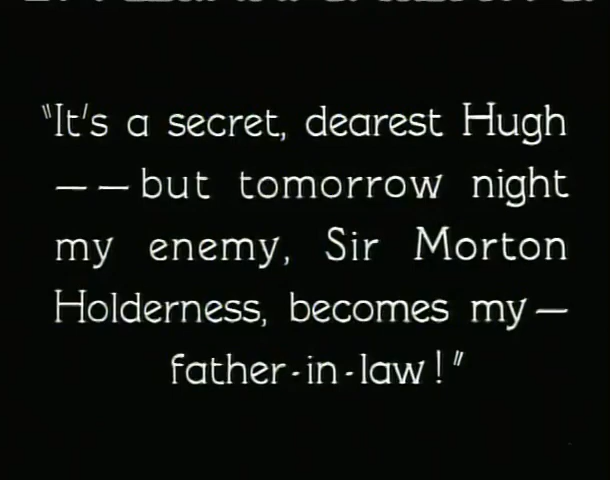 "It's a secret, dearest Hugh
— — but tomorrow night
my enemy, Sir Morton
Holderness, becomes my —
father-in-law!"